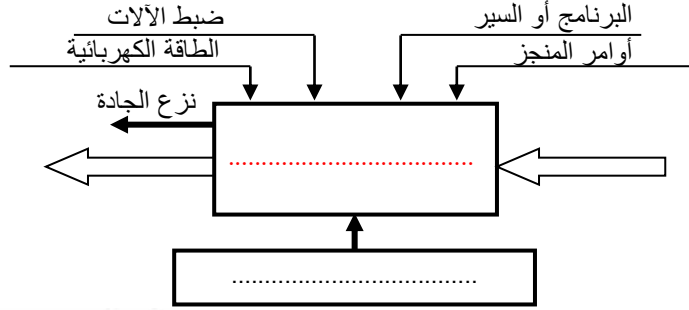 البرنامج أو السير
ضبط الآلات
أوامر المنجز
الطاقة الكهربائية
نزع الجادة
....................................
....................................